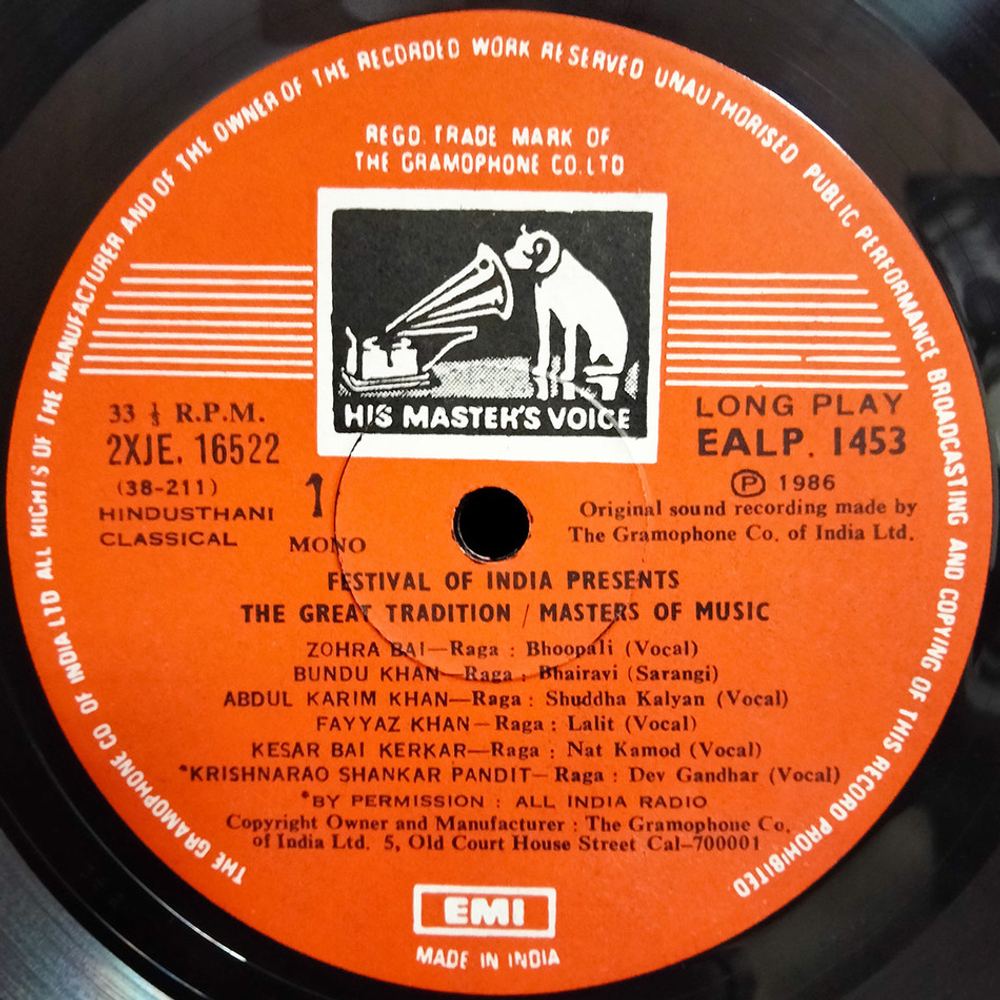 THE GRAMOPHONE CO OF INDIA LTD ALL RIGHTS OF THE MANUFACTURER AND OF THE OWNER OF THE RECORDED WORK RESERVED UNAUTHORISED PUBLIC PERFORMANCE BROADCASTING AND COPYING OF THIS RECORD PROHIBITED
REGD. TRADE MARK OF
THE GRAMOPHONE CO. LTD
HIS MASTER'S VOICE
33 ⅓ R.P.M.
2XJE. 16522
(38-211)
HINDUSTHANI
CLASSICAL
1
MONO
LONG PLAY
EALP. 1453
℗ 1986
Original sound recording made by
The Gramophone Co. of India Ltd.
FESTIVAL OF INDIA PRESENTS
THE GREAT TRADITION / MASTERS OF MUSIC
ZOHRA BAI—Raga : Bhoopali (Vocal)
BUNDU KHAN—Raga : Bhairavi (Sarangi)
ABDUL KARIM KHAN—Raga : Shuddha Kalyan (Vocal)
FAYYAZ KHAN—Raga : Lalit (Vocal)
KESAR BAI KERKAR—Raga : Nat Kamod (Vocal)
*KRISHNARAO SHANKAR PANDIT—Raga : Dev Gandhar (Vocal)
*BY PERMISSION : ALL INDIA RADIO
Copyright Owner and Manufacturer : The Gramophone Co.
of India Ltd. 5, Old Court House Street Cal-700001
EMI
MADE IN INDIA